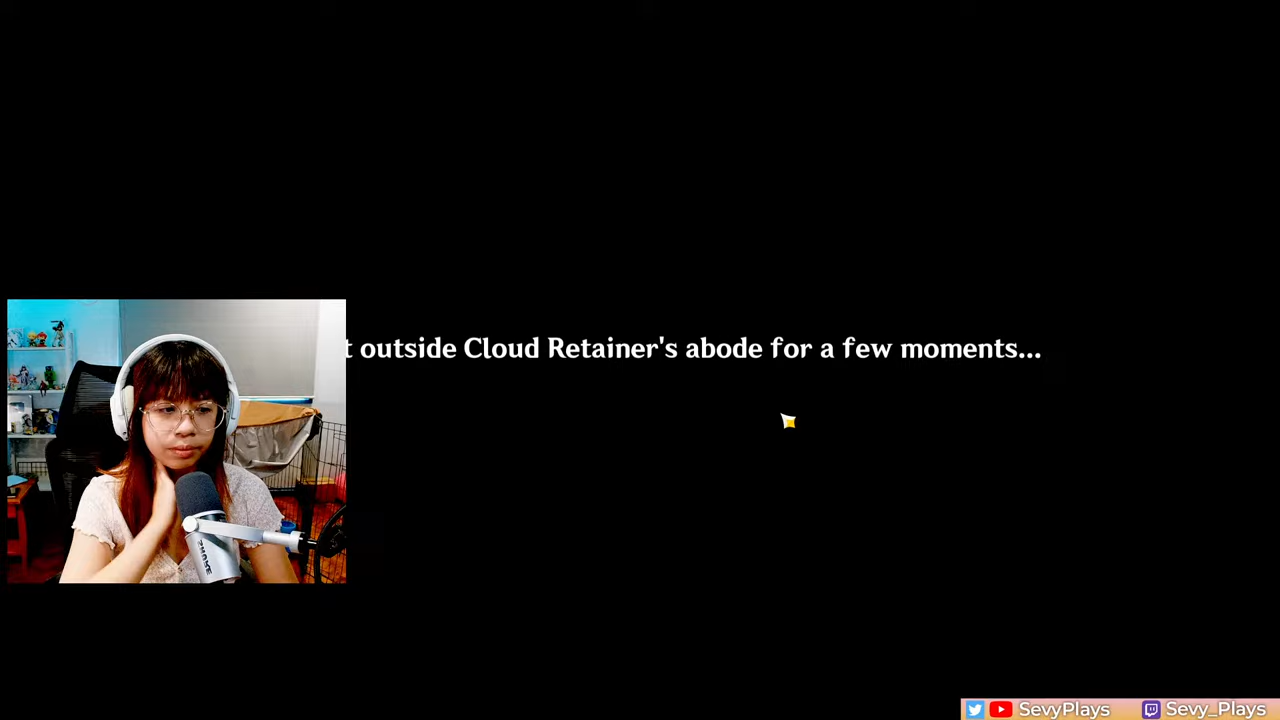 outside Cloud Retainer's abode for a few moments...
SevyPlays Sevy_Plays